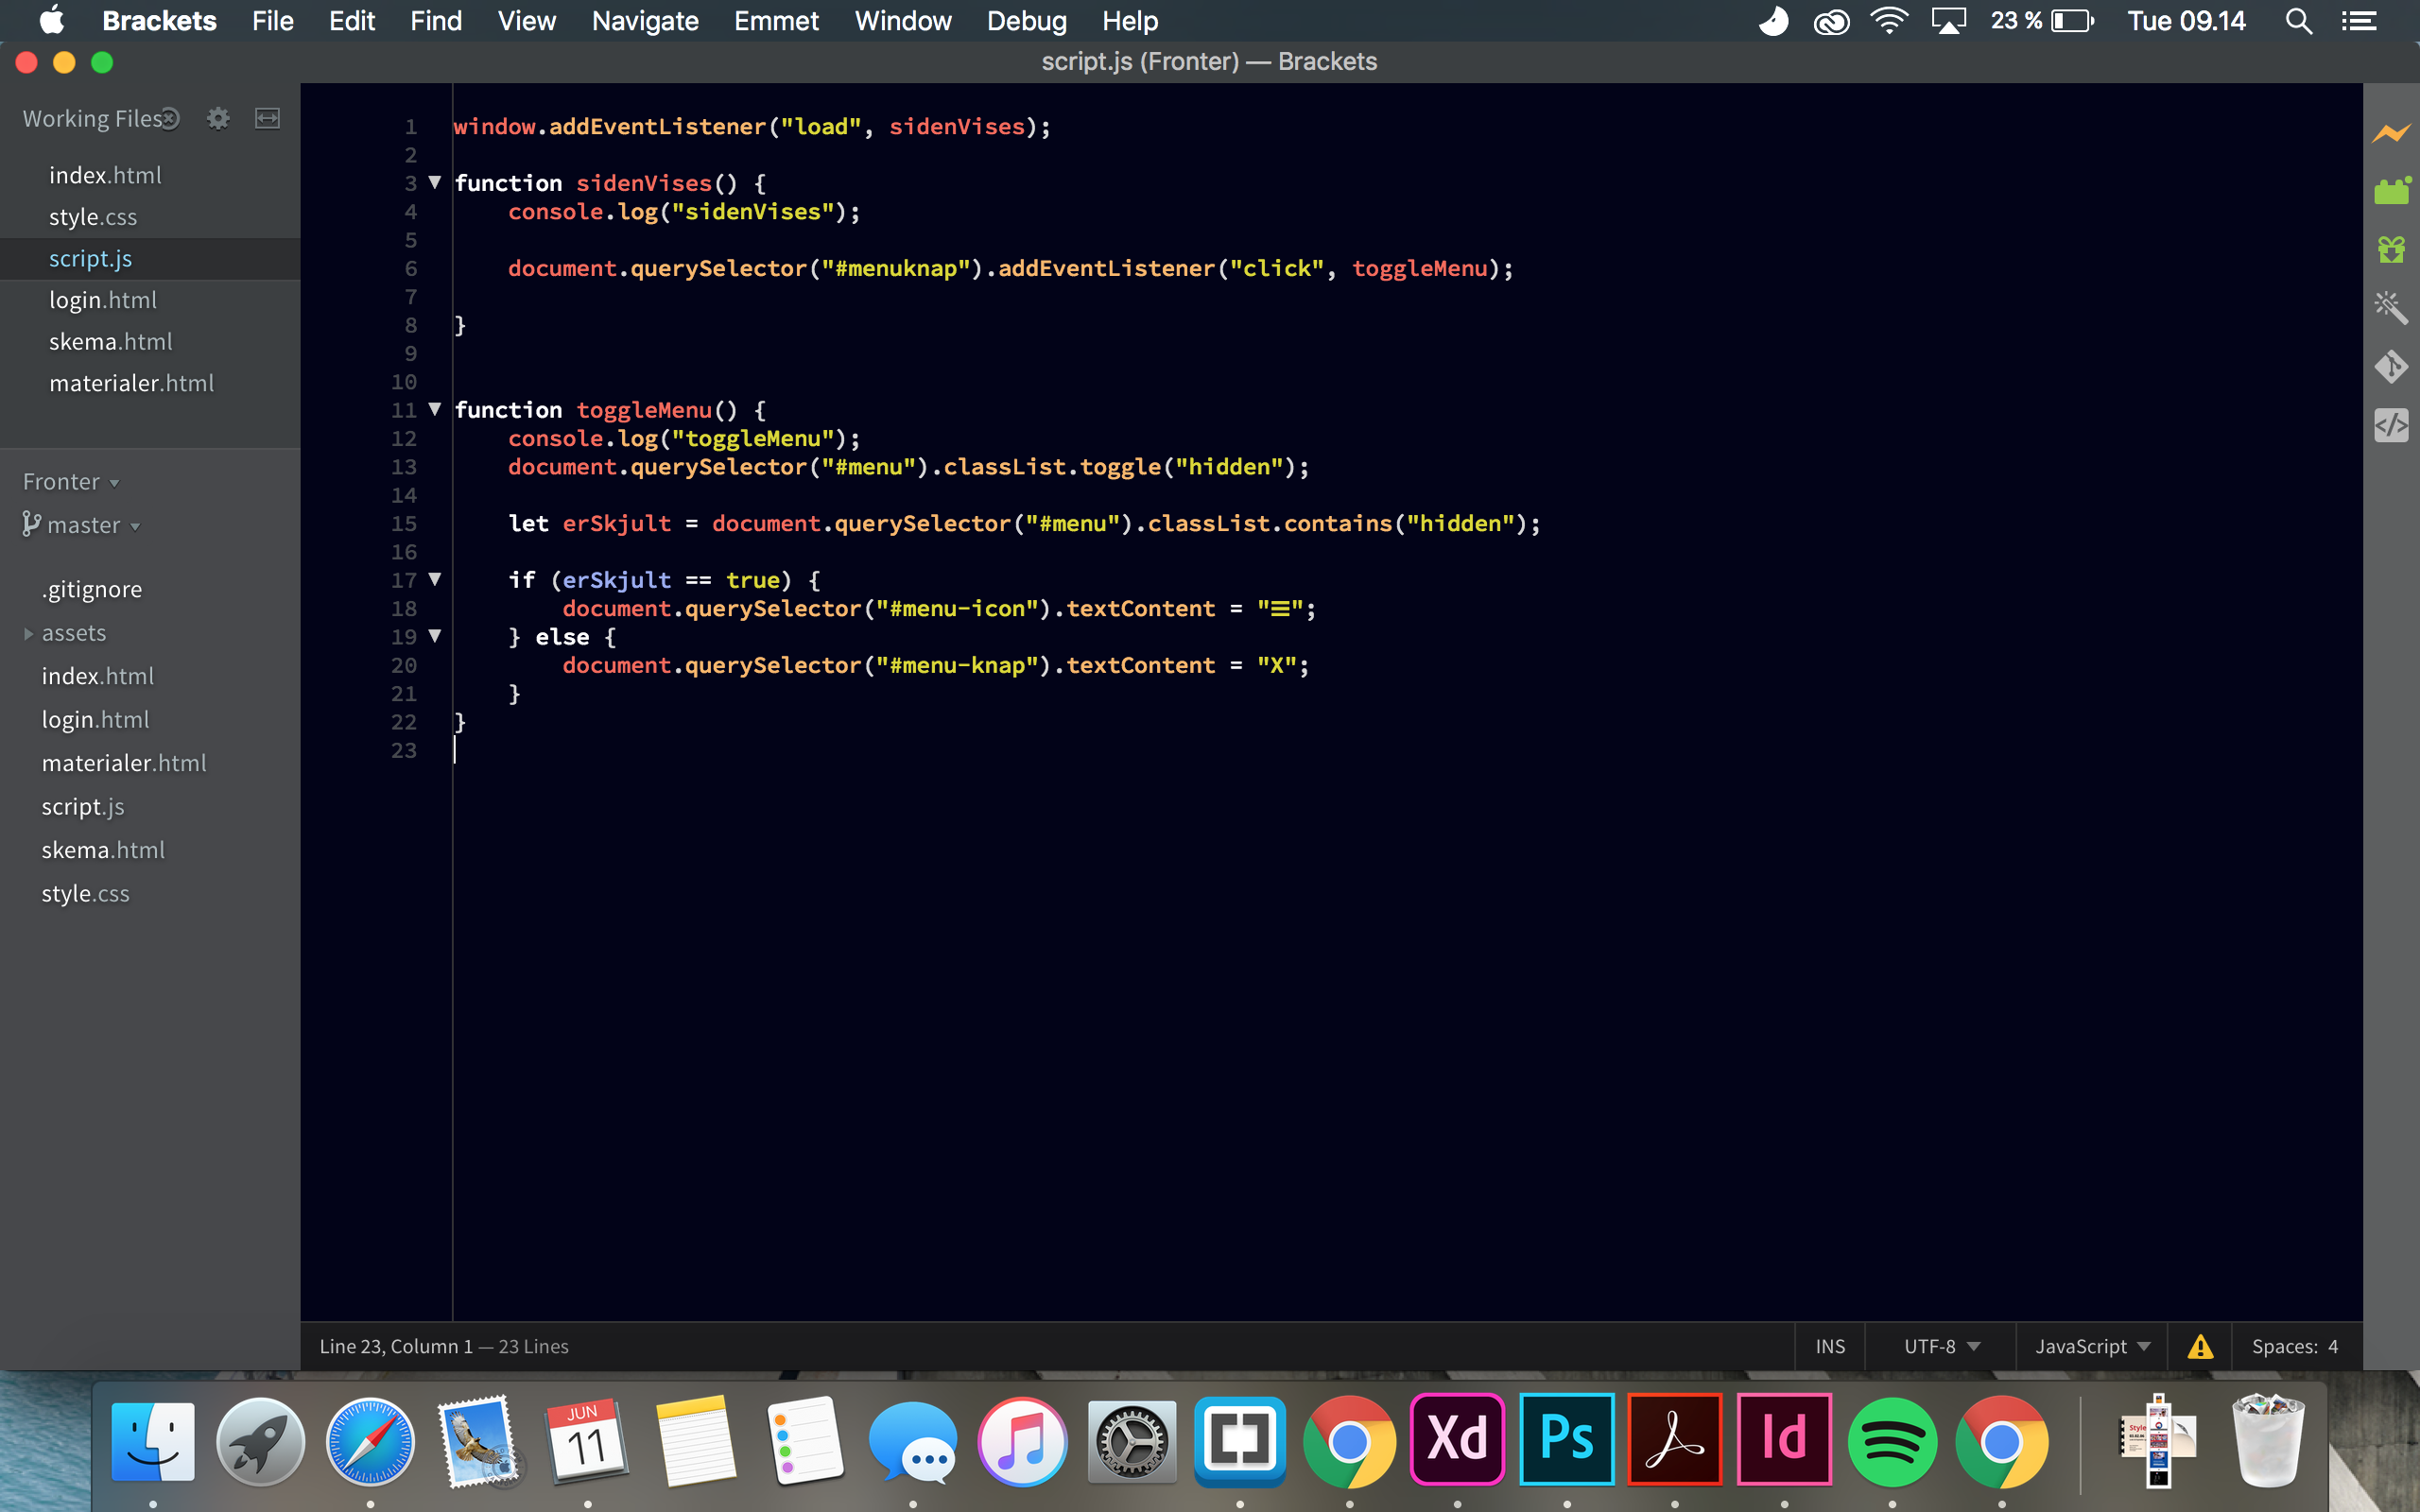 Brackets File Edit Find View Navigate Emmet Window Debug Help 23 % Tue 09.14
script.js (Fronter) — Brackets
Working Files
index.html
style.css
script.js
login.html
skema.html
materialer.html
Fronter
master
.gitignore
assets
index.html
login.html
materialer.html
script.js
skema.html
style.css
1 window.addEventListener("load", sidenVises);
2
3 function sidenVises() {
4 console.log("sidenVises");
5
6 document.querySelector("#menuknap").addEventListener("click", toggleMenu);
7
8 }
9
10
11 function toggleMenu() {
12 console.log("toggleMenu");
13 document.querySelector("#menu").classList.toggle("hidden");
14
15 let erSkjult = document.querySelector("#menu").classList.contains("hidden");
16
17 if (erSkjult == true) {
18 document.querySelector("#menu-icon").textContent = "☰";
19 } else {
20 document.querySelector("#menu-knap").textContent = "X";
21 }
22 }
23
Line 23, Column 1 — 23 Lines INS UTF-8 JavaScript Spaces: 4
JUN
11
Xd
Ps
Id
Style